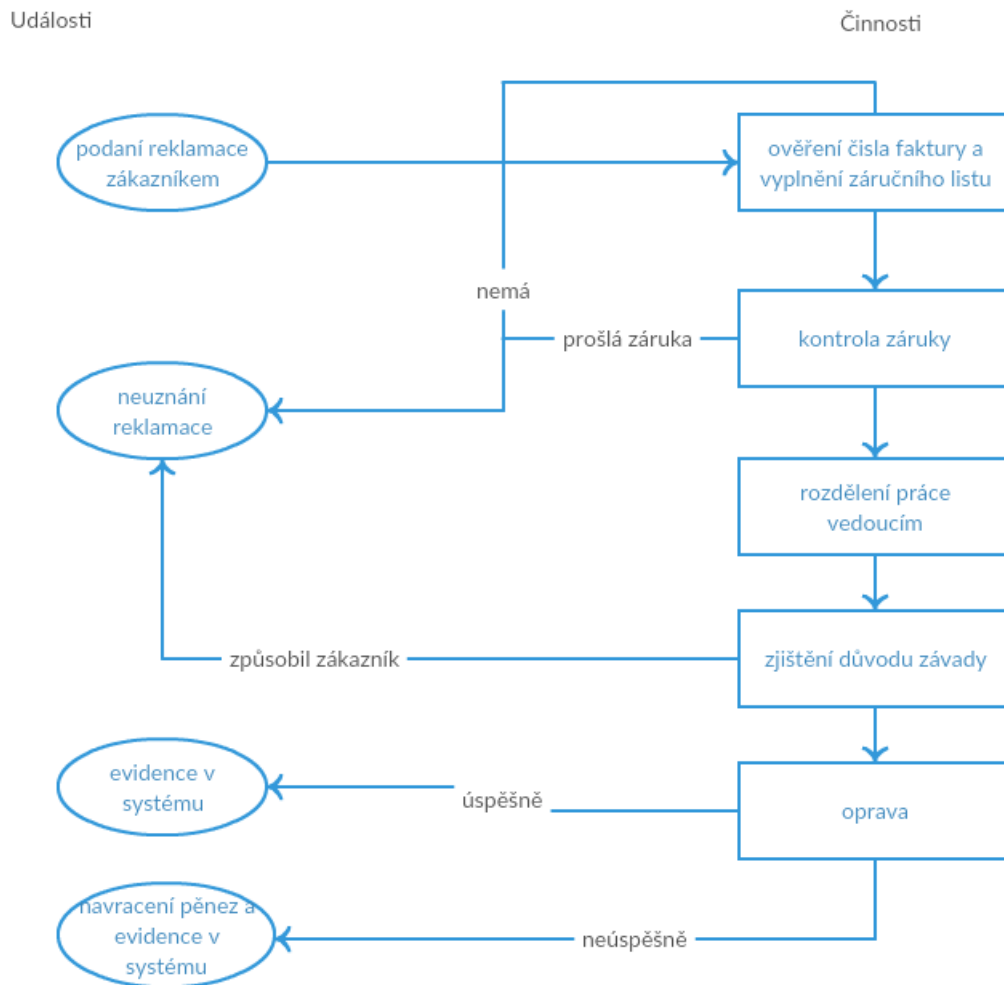 Události
Činnosti
podaní reklamace
zákazníkem
ověření čisla faktury a
vyplnění záručního listu
nemá
prošlá záruka
kontrola záruky
neuznání
reklamace
rozdělení práce
vedoucím
způsobil zákazník
zjištění důvodu závady
evidence v
systému
úspěšně
oprava
navracení pěnez a
evidence v
systému
neúspěšně